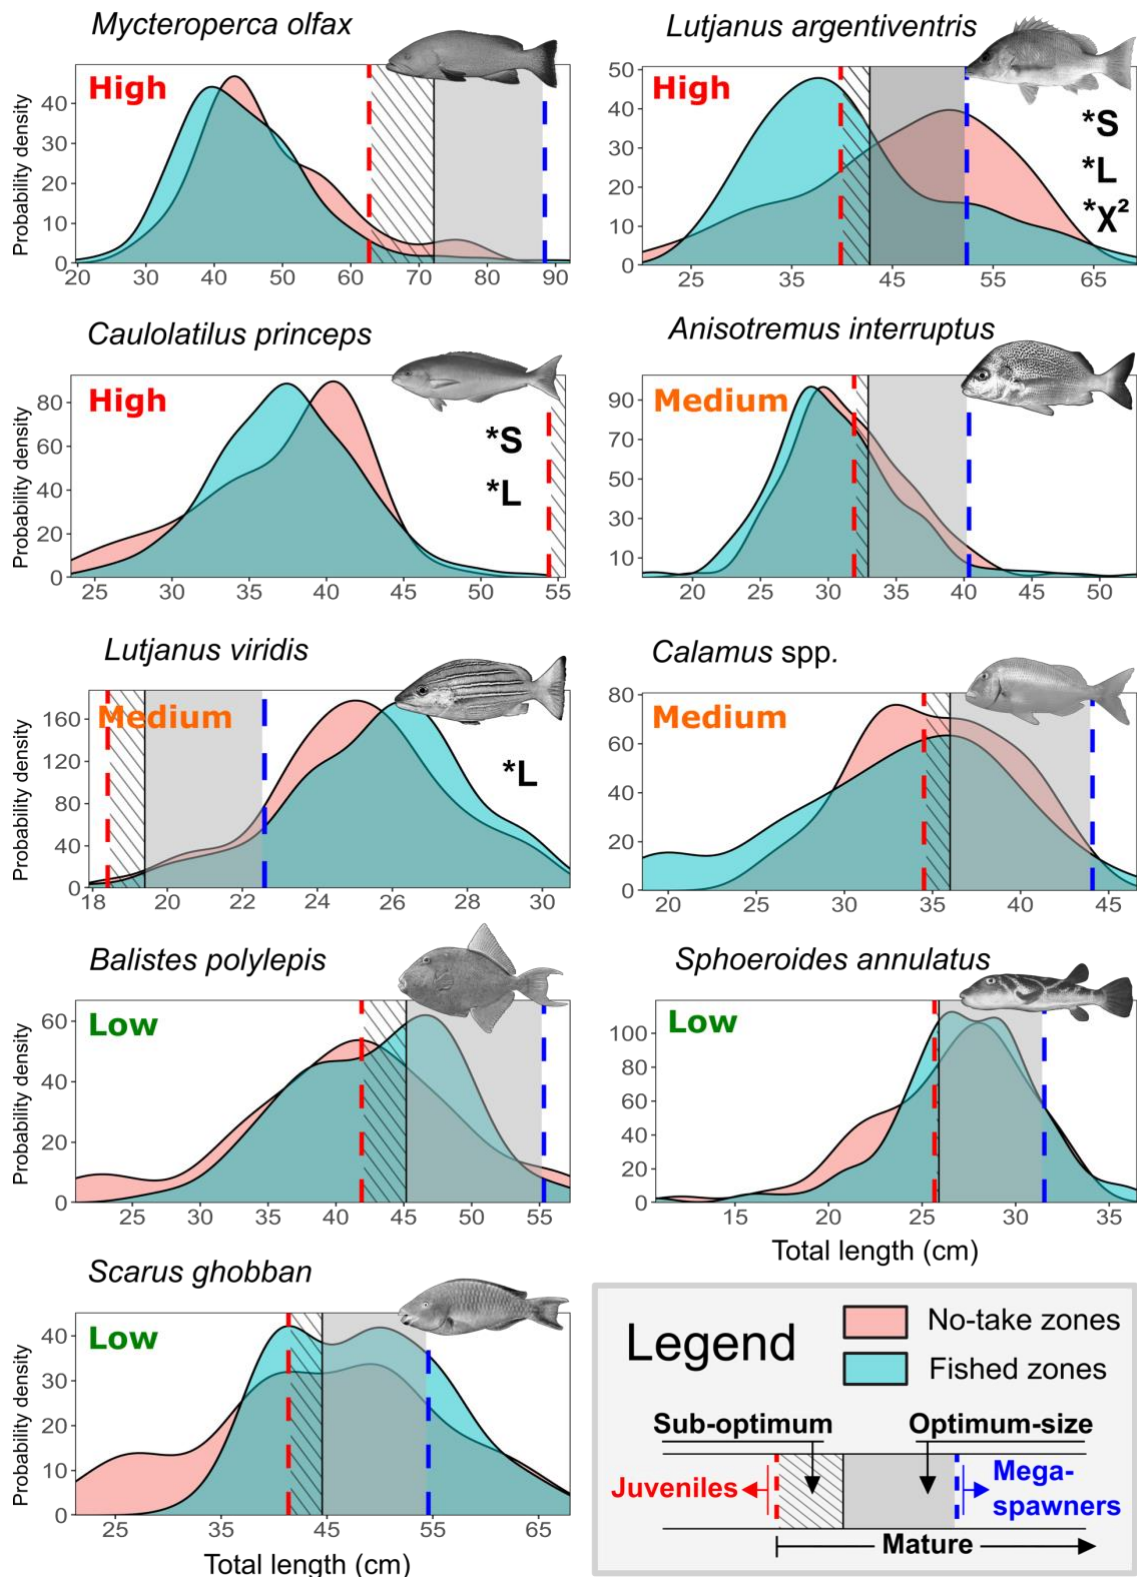 Mycteroperca olfax
High
Probability density
40
30
20
10
0
20 30 40 50 60 70 80 90
Lutjanus argentiventris
High
*S
*L
*X²
50
40
30
20
10
0
25 35 45 55 65
Caulolatilus princeps
High
*S
*L
Probability density
80
60
40
20
0
25 30 35 40 45 50 55
Anisotremus interruptus
Medium
90
70
50
30
10
20 25 30 35 40 45 50
Lutjanus viridis
Medium
*L
Probability density
160
120
80
40
0
18 20 22 24 26 28 30
Calamus spp.
Medium
80
60
40
20
0
20 25 30 35 40 45
Balistes polylepis
Low
Probability density
60
40
20
0
25 30 35 40 45 50 55
Sphoeroides annulatus
Low
100
80
60
40
20
0
15 20 25 30 35
Total length (cm)
Scarus ghobban
Low
Probability density
40
30
20
10
0
25 35 45 55 65
Total length (cm)
Legend
No-take zones
Fished zones
Sub-optimum
Optimum-size
Juveniles
Mega-
spawners
Mature